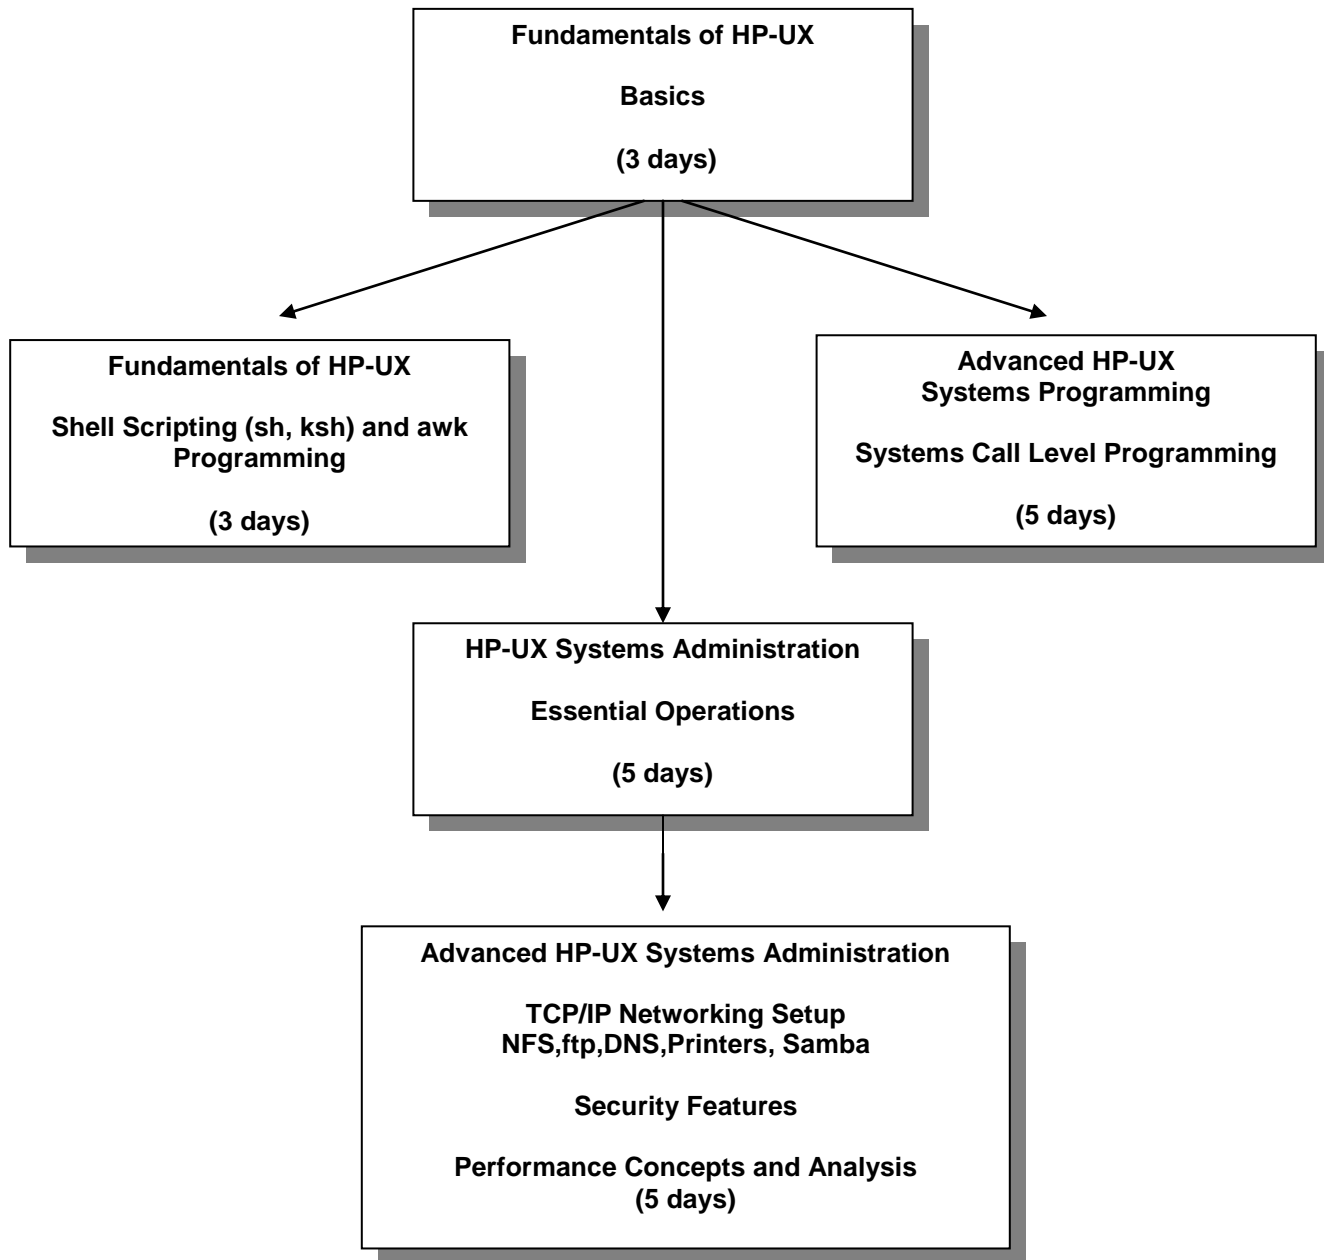 Fundamentals of HP-UX
Basics
(3 days)
Fundamentals of HP-UX
Shell Scripting (sh, ksh) and awk
Programming
(3 days)
Advanced HP-UX
Systems Programming
Systems Call Level Programming
(5 days)
HP-UX Systems Administration
Essential Operations
(5 days)
Advanced HP-UX Systems Administration
TCP/IP Networking Setup
NFS,ftp,DNS,Printers, Samba
Security Features
Performance Concepts and Analysis
(5 days)